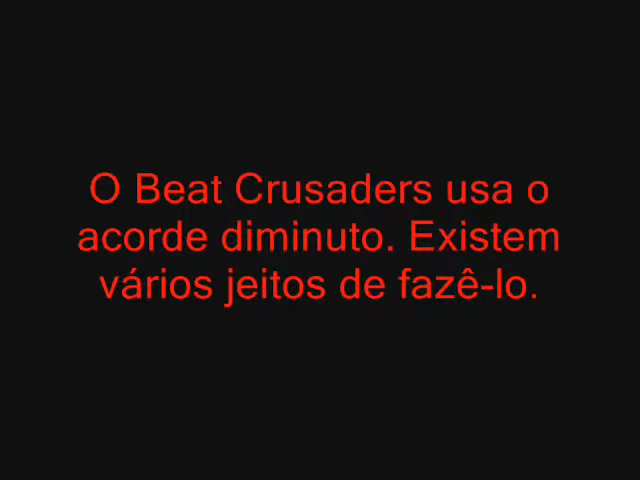 O Beat Crusaders usa o
acorde diminuto. Existem
vários jeitos de fazê-lo.